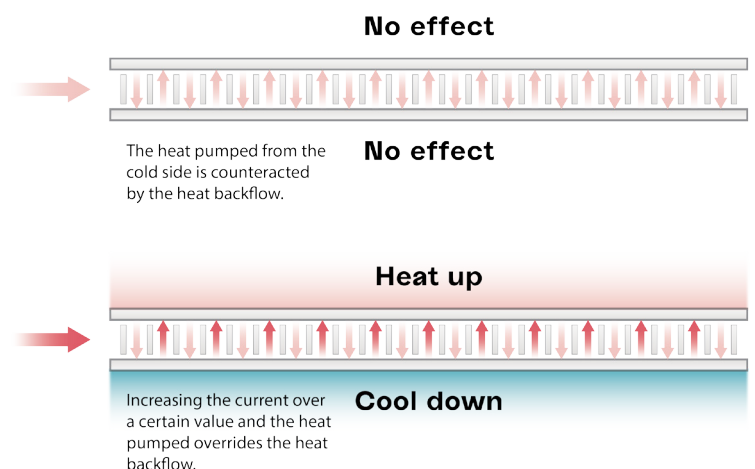 No effect
The heat pumped from the
cold side is counteracted
by the heat backflow.
No effect
Heat up
Increasing the current over
a certain value and the heat
pumped overrides the heat
backflow.
Cool down